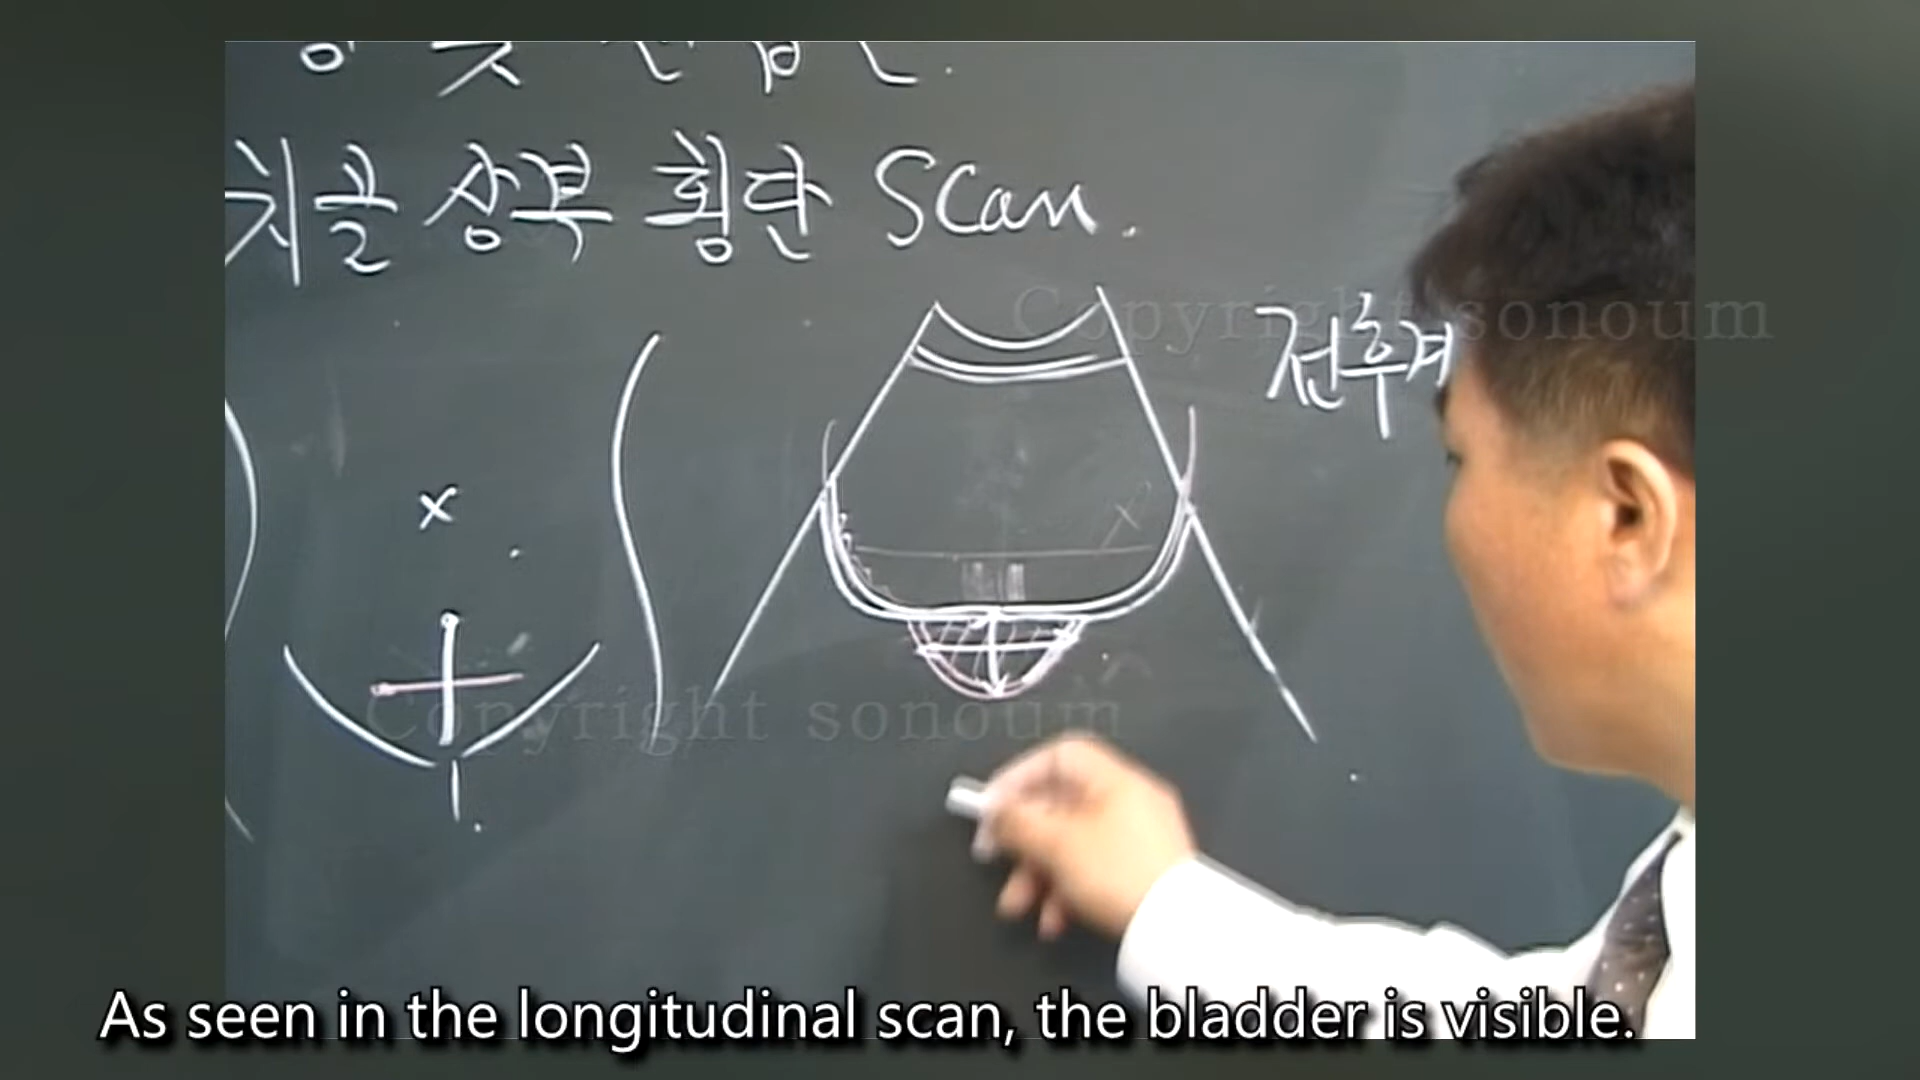 치골 상부 횡단 Scan.
Copyright sonoum
전후계
x
Copyright sonoum
As seen in the longitudinal scan, the bladder is visible.